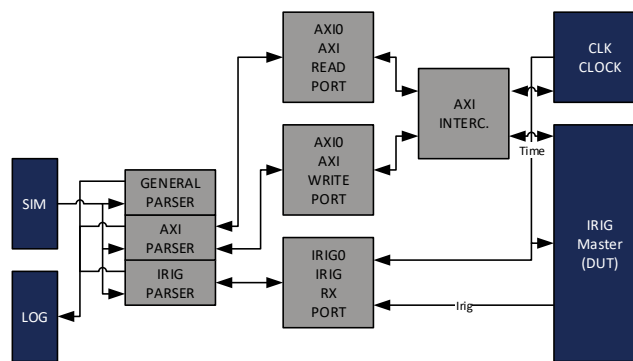 AXI0
AXI
READ
PORT
CLK
CLOCK
AXI
INTERC.
AXI0
AXI
WRITE
PORT
Time
SIM
GENERAL
PARSER
AXI
PARSER
IRIG
PARSER
IRIG0
IRIG
RX
PORT
IRIG
Master
(DUT)
LOG
Irig